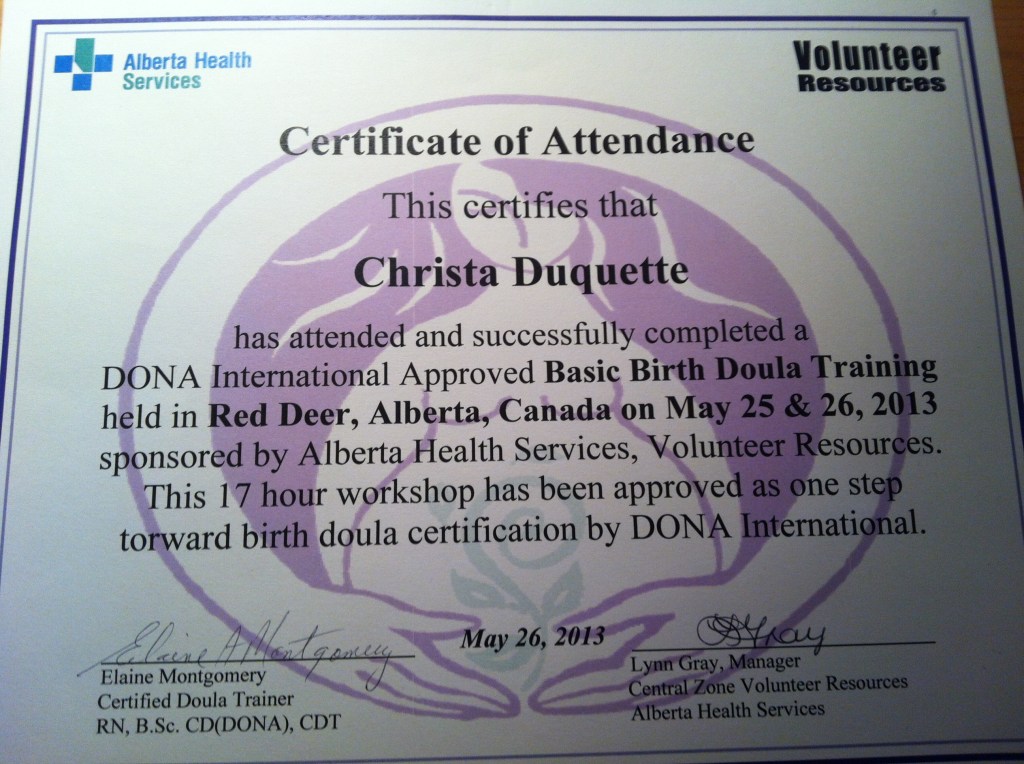 Alberta Health
Services
Volunteer
Resources
Certificate of Attendance
This certifies that
Christa Duquette
has attended and successfully completed a
DONA International Approved Basic Birth Doula Training
held in Red Deer, Alberta, Canada on May 25 & 26, 2013
sponsored by Alberta Health Services, Volunteer Resources.
This 17 hour workshop has been approved as one step
torward birth doula certification by DONA International.
Elaine A Montgomery
May 26, 2013
Gray
Elaine Montgomery
Certified Doula Trainer
RN, B.Sc. CD(DONA), CDT
Lynn Gray, Manager
Central Zone Volunteer Resources
Alberta Health Services